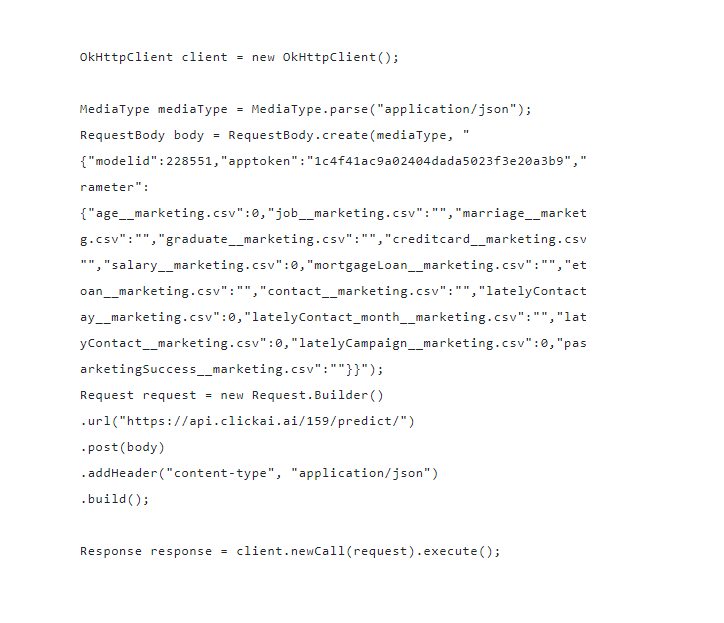 OkHttpClient client = new OkHttpClient();
MediaType mediaType = MediaType.parse("application/json");
RequestBody body = RequestBody.create(mediaType, "
{"modelid":228551,"apptoken":"1c4f41ac9a02404dada5023f3e20a3b9","
rameter":
{"age__marketing.csv":0,"job__marketing.csv":"","marriage__market
g.csv":"","graduate__marketing.csv":"","creditcard__marketing.csv
"","salary__marketing.csv":0,"mortgageLoan__marketing.csv":"","et
oan__marketing.csv":"","contact__marketing.csv":"","latelyContact
ay__marketing.csv":0,"latelyContact_month__marketing.csv":"","lat
yContact__marketing.csv":0,"latelyCampaign__marketing.csv":0,"pas
arketingSuccess__marketing.csv":""}}");
Request request = new Request.Builder()
.url("https://api.clickai.ai/159/predict/")
.post(body)
.addHeader("content-type", "application/json")
.build();
Response response = client.newCall(request).execute();